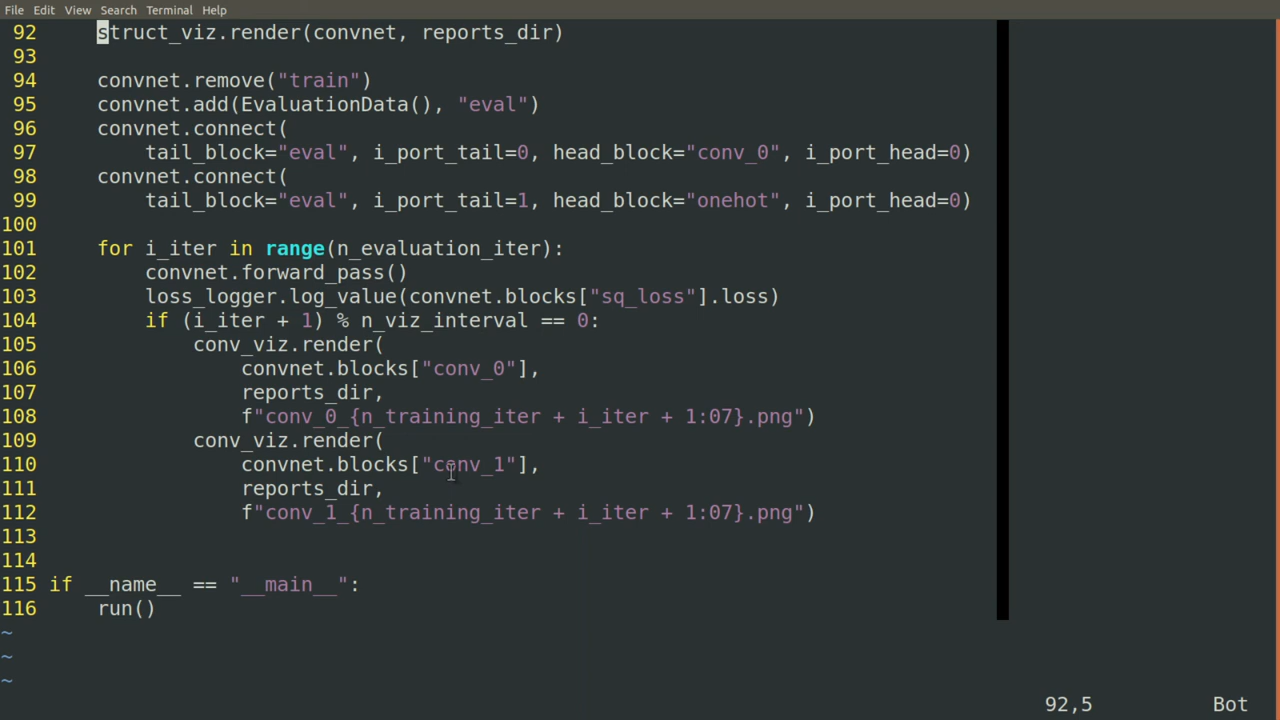 File Edit View Search Terminal Help
92     struct_viz.render(convnet, reports_dir)
93
94     convnet.remove("train")
95     convnet.add(EvaluationData(), "eval")
96     convnet.connect(
97         tail_block="eval", i_port_tail=0, head_block="conv_0", i_port_head=0)
98     convnet.connect(
99         tail_block="eval", i_port_tail=1, head_block="onehot", i_port_head=0)
100
101     for i_iter in range(n_evaluation_iter):
102         convnet.forward_pass()
103         loss_logger.log_value(convnet.blocks["sq_loss"].loss)
104         if (i_iter + 1) % n_viz_interval == 0:
105             conv_viz.render(
106                 convnet.blocks["conv_0"],
107                 reports_dir,
108                 f"conv_0_{n_training_iter + i_iter + 1:07}.png")
109             conv_viz.render(
110                 convnet.blocks["conv_1"],
111                 reports_dir,
112                 f"conv_1_{n_training_iter + i_iter + 1:07}.png")
113
114
115 if __name__ == "__main__":
116     run()
~
~
~
92,5 Bot